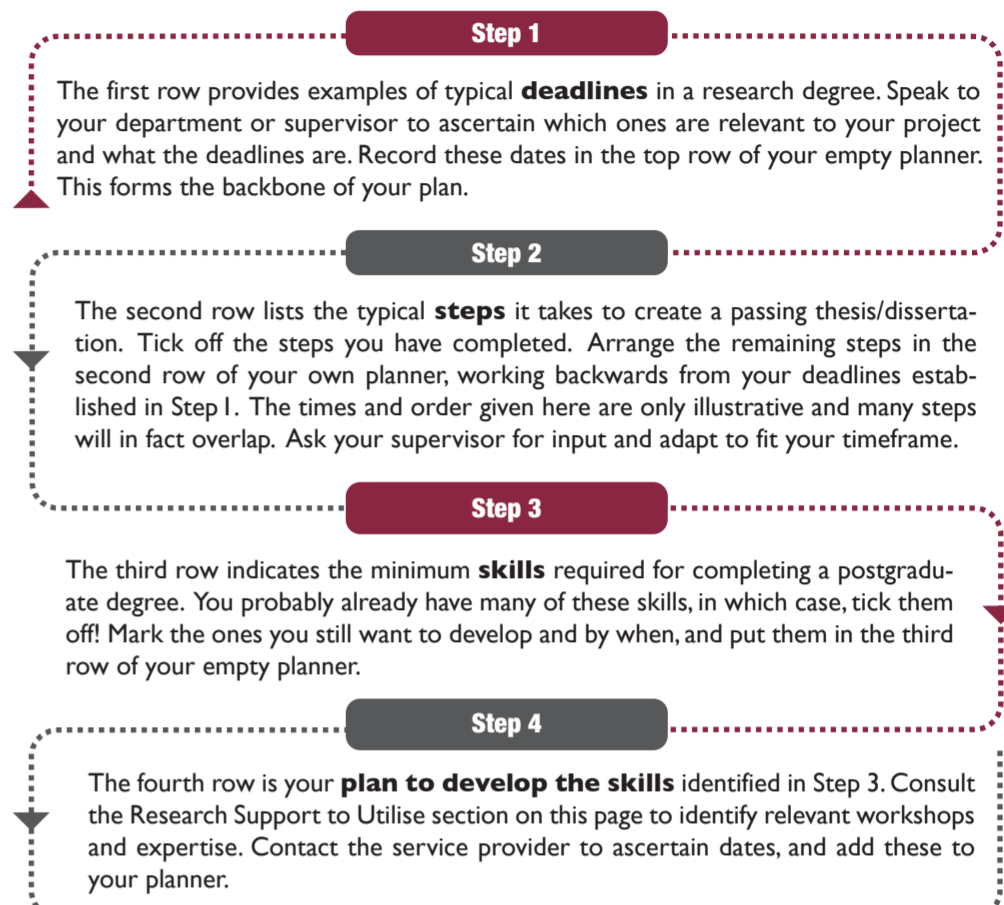 Step 1
The first row provides examples of typical deadlines in a research degree. Speak to
your department or supervisor to ascertain which ones are relevant to your project
and what the deadlines are. Record these dates in the top row of your empty planner.
This forms the backbone of your plan.
Step 2
The second row lists the typical steps it takes to create a passing thesis/disserta-
tion. Tick off the steps you have completed. Arrange the remaining steps in the
second row of your own planner, working backwards from your deadlines estab-
lished in Step1. The times and order given here are only illustrative and many steps
will in fact overlap. Ask your supervisor for input and adapt to fit your timeframe.
Step 3
The third row indicates the minimum skills required for completing a postgradu-
ate degree. You probably already have many of these skills, in which case, tick them
off! Mark the ones you still want to develop and by when, and put them in the third
row of your empty planner.
Step 4
The fourth row is your plan to develop the skills identified in Step 3. Consult
the Research Support to Utilise section on this page to identify relevant workshops
and expertise. Contact the service provider to ascertain dates, and add these to
your planner.